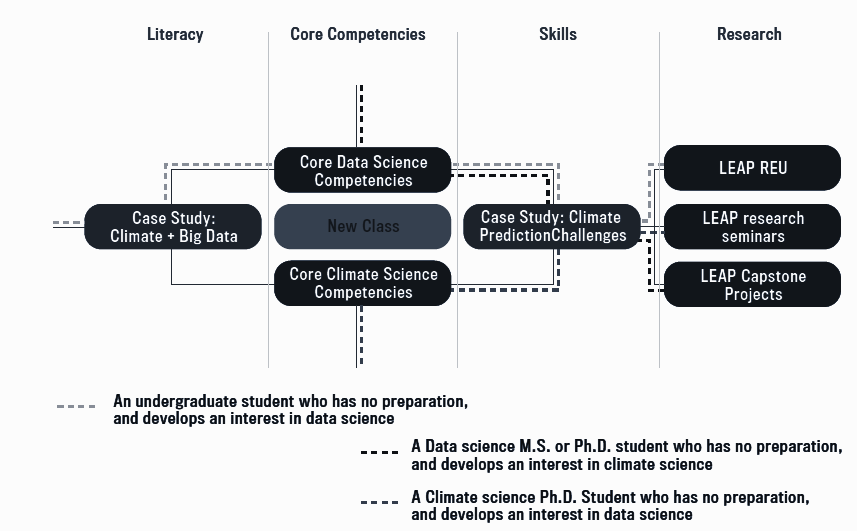 Literacy
Core Competencies
Skills
Research
Core Data Science
Competencies
LEAP REU
Case Study:
Climate + Big Data
New Class
Case Study: Climate
PredictionChallenges
LEAP research
seminars
Core Climate Science
Competencies
LEAP Capstone
Projects
An undergraduate student who has no preparation,
and develops an interest in data science
A Data science M.S. or Ph.D. student who has no preparation,
and develops an interest in climate science
A Climate science Ph.D. Student who has no preparation,
and develops an interest in data science